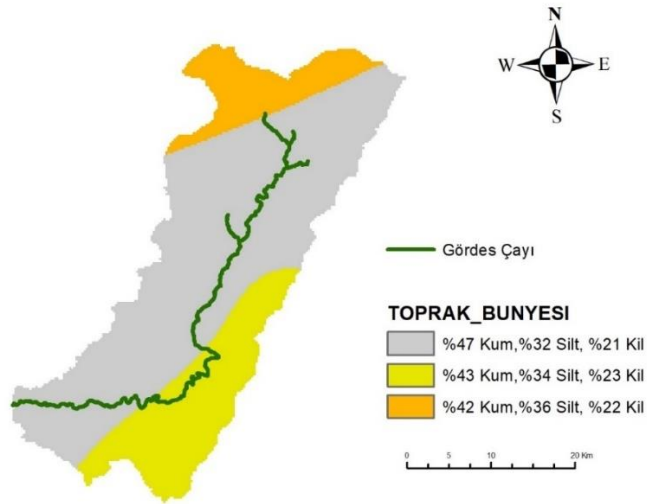 N
W E
S
Gördes Çayı
TOPRAK_BUNYESI
%47 Kum,%32 Silt, %21 Kil
%43 Kum,%34 Silt, %23 Kil
%42 Kum,%36 Silt, %22 Kil
0 5 10 20 Km